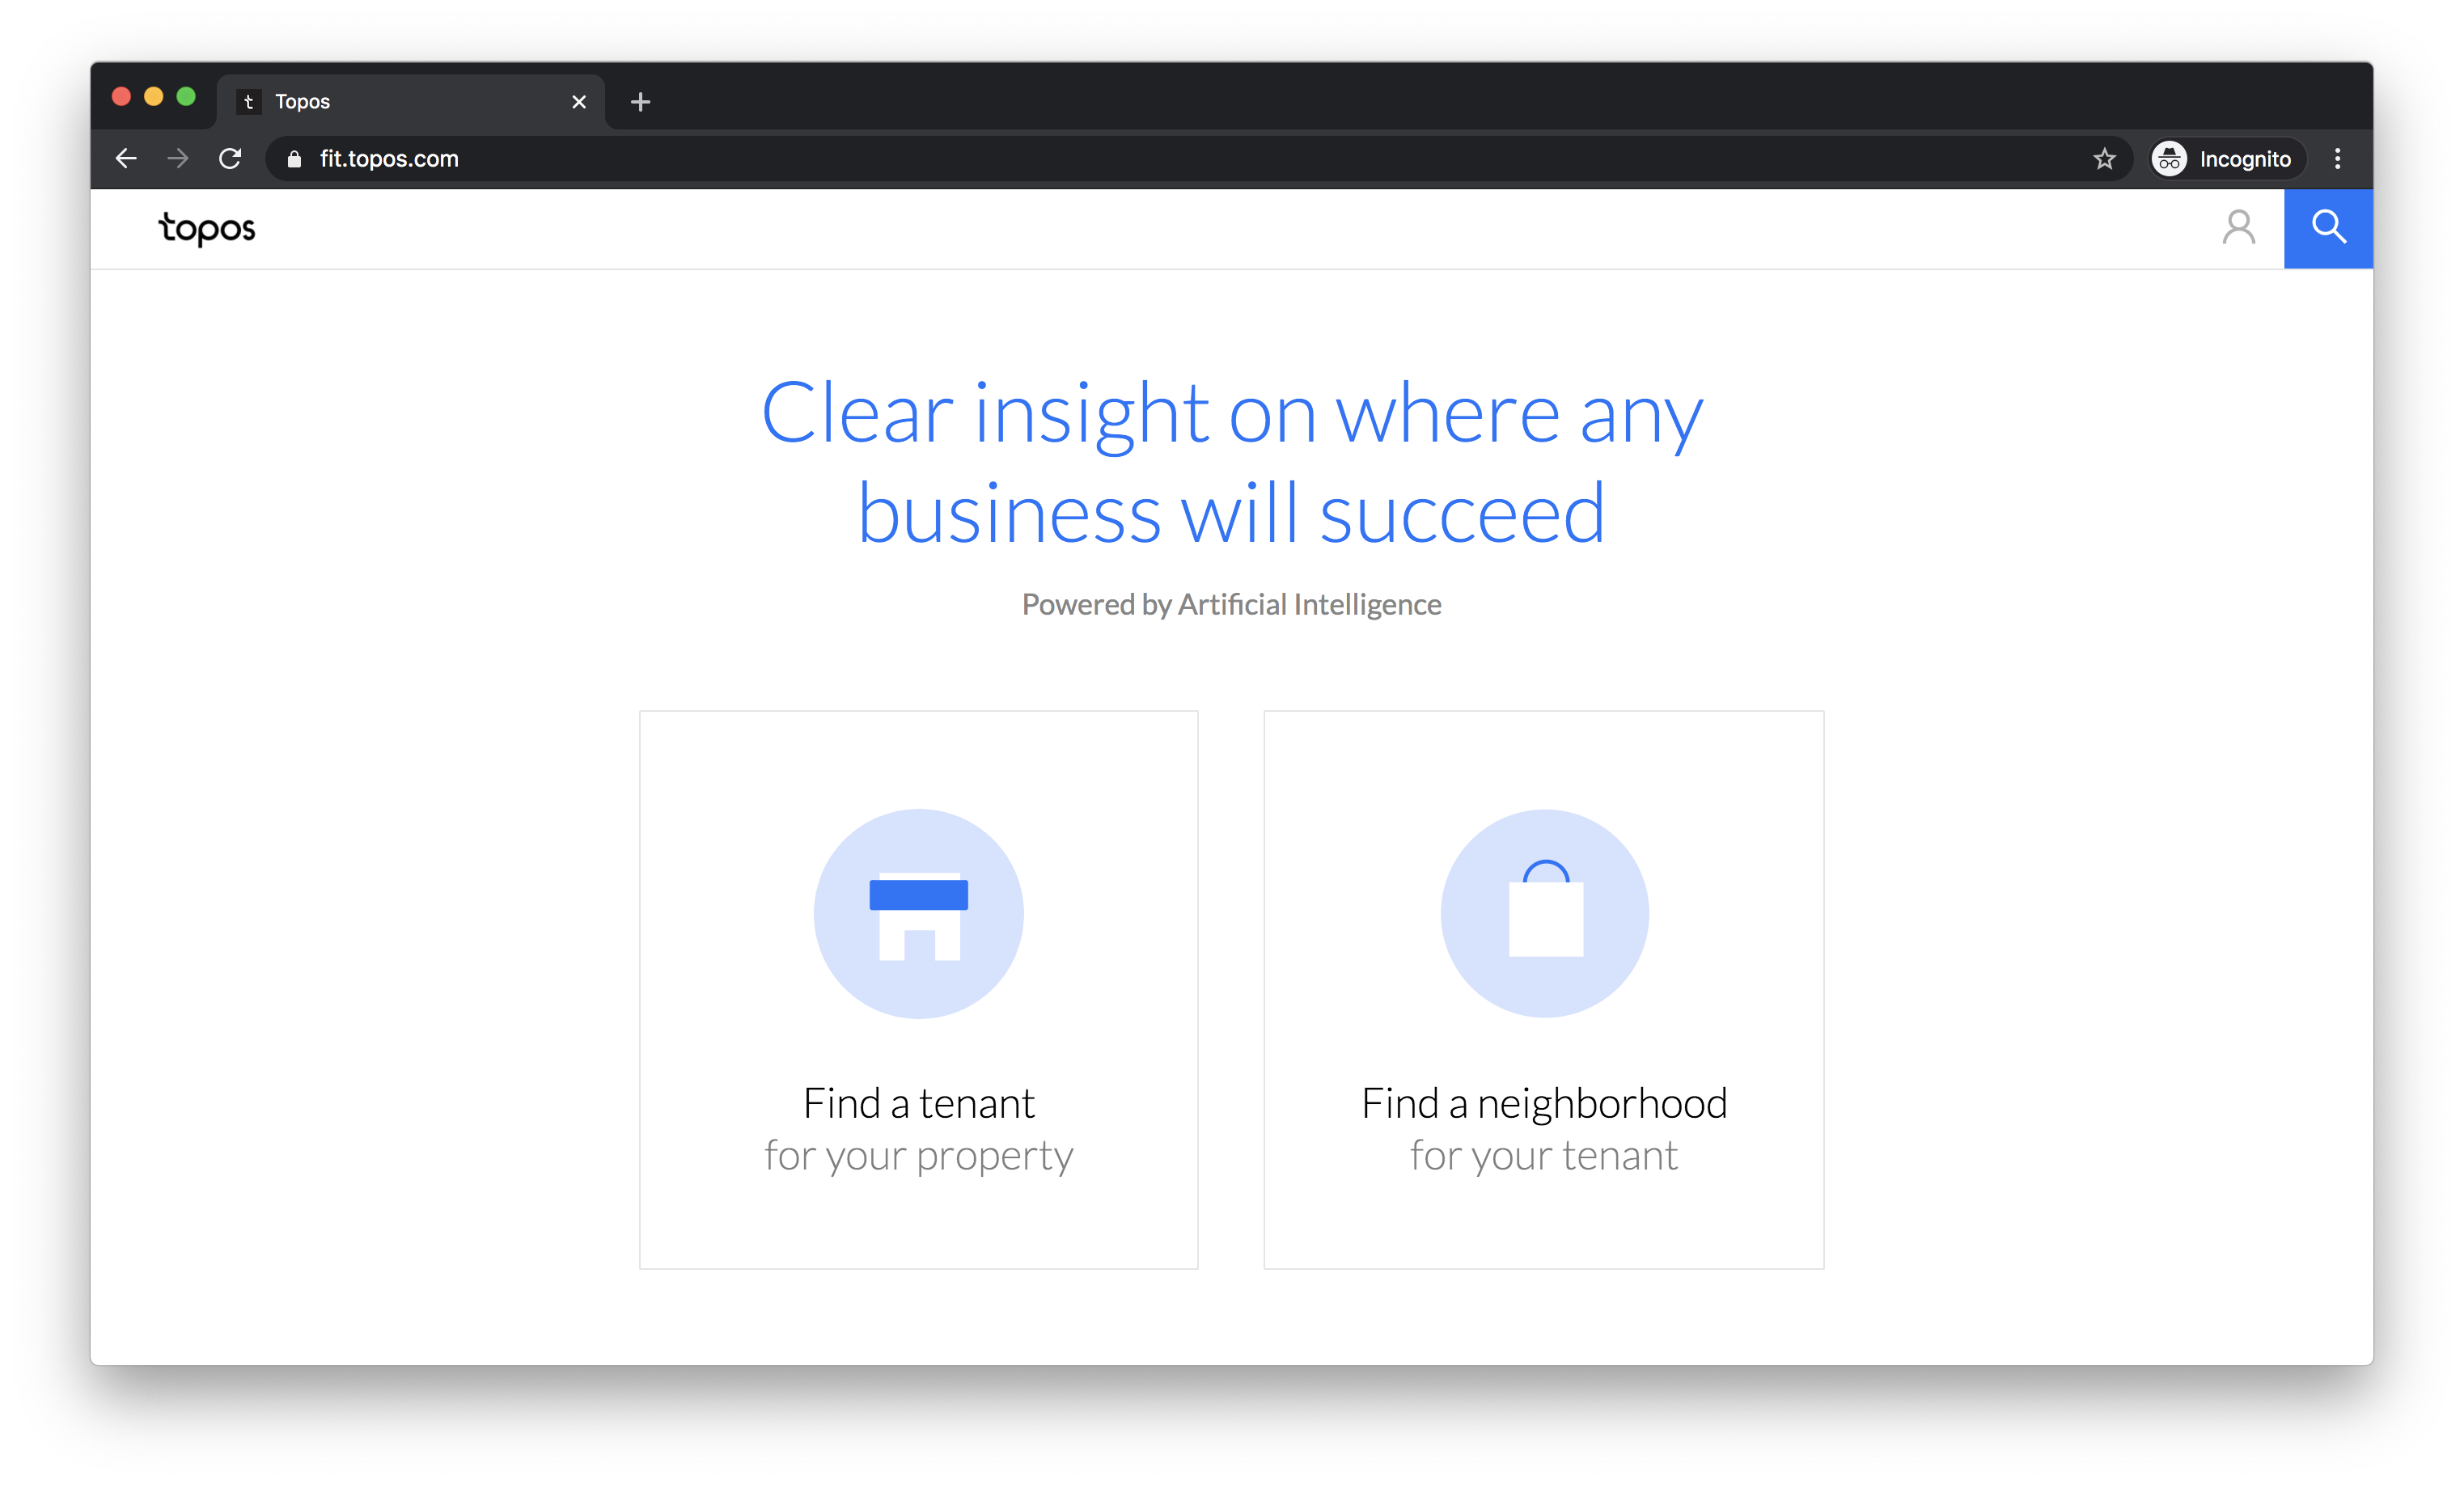 t Topos
fit.topos.com
Incognito
topos
Clear insight on where any
business will succeed
Powered by Artificial Intelligence
Find a tenant
for your property
Find a neighborhood
for your tenant